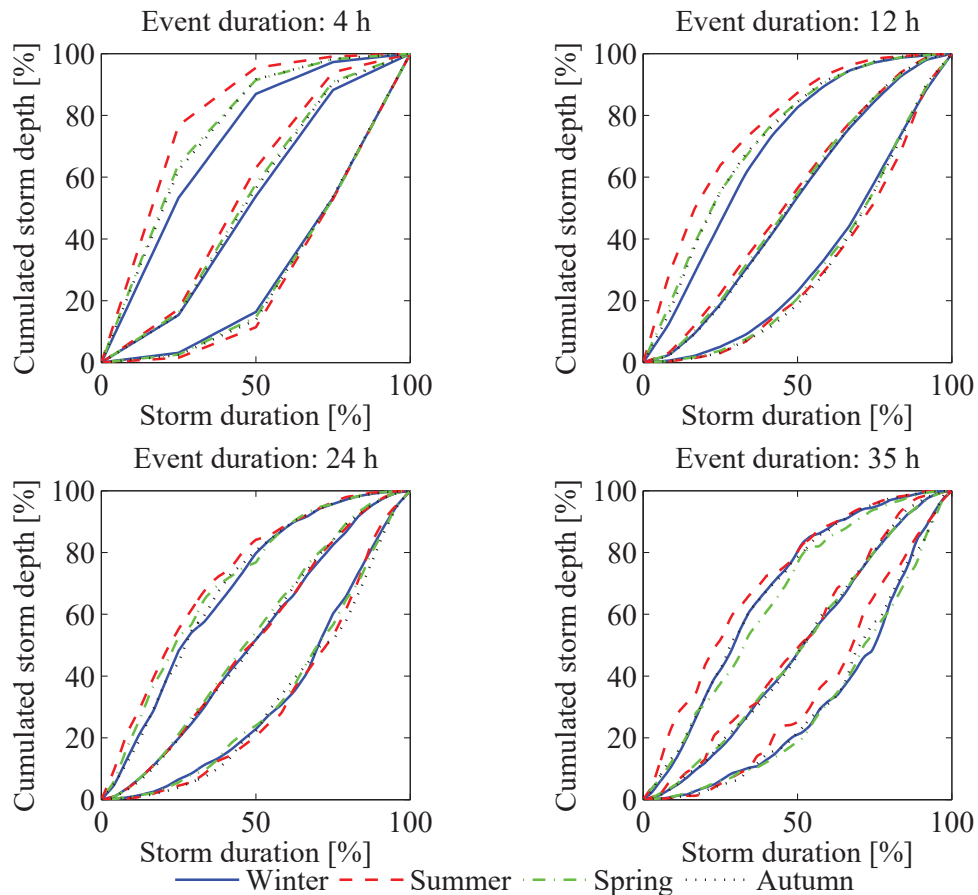 Event duration: 4 h
Cumulated storm depth [%]
100
80
60
40
20
0
0 50 100
Storm duration [%]
Event duration: 12 h
Cumulated storm depth [%]
100
80
60
40
20
0
0 50 100
Storm duration [%]
Event duration: 24 h
Cumulated storm depth [%]
100
80
60
40
20
0
0 50 100
Storm duration [%]
Event duration: 35 h
Cumulated storm depth [%]
100
80
60
40
20
0
0 50 100
Storm duration [%]
Winter Summer Spring Autumn